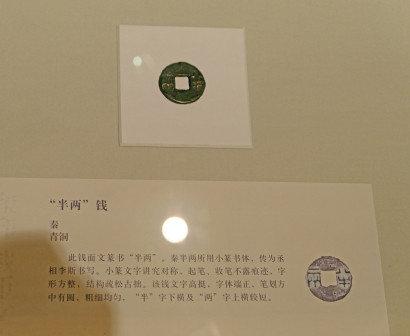 “半两”钱
秦
青铜
此钱面文篆书“半两”。秦半两所用小篆书体，传为丞
相李斯书写。小篆文字讲究对称，起笔、收笔不露痕迹，字
形方整，结构疏松古拙。该钱文字高挺，字体端正，笔划方
中有圆，粗细均匀。“半”字下横及“两”字上横较短。